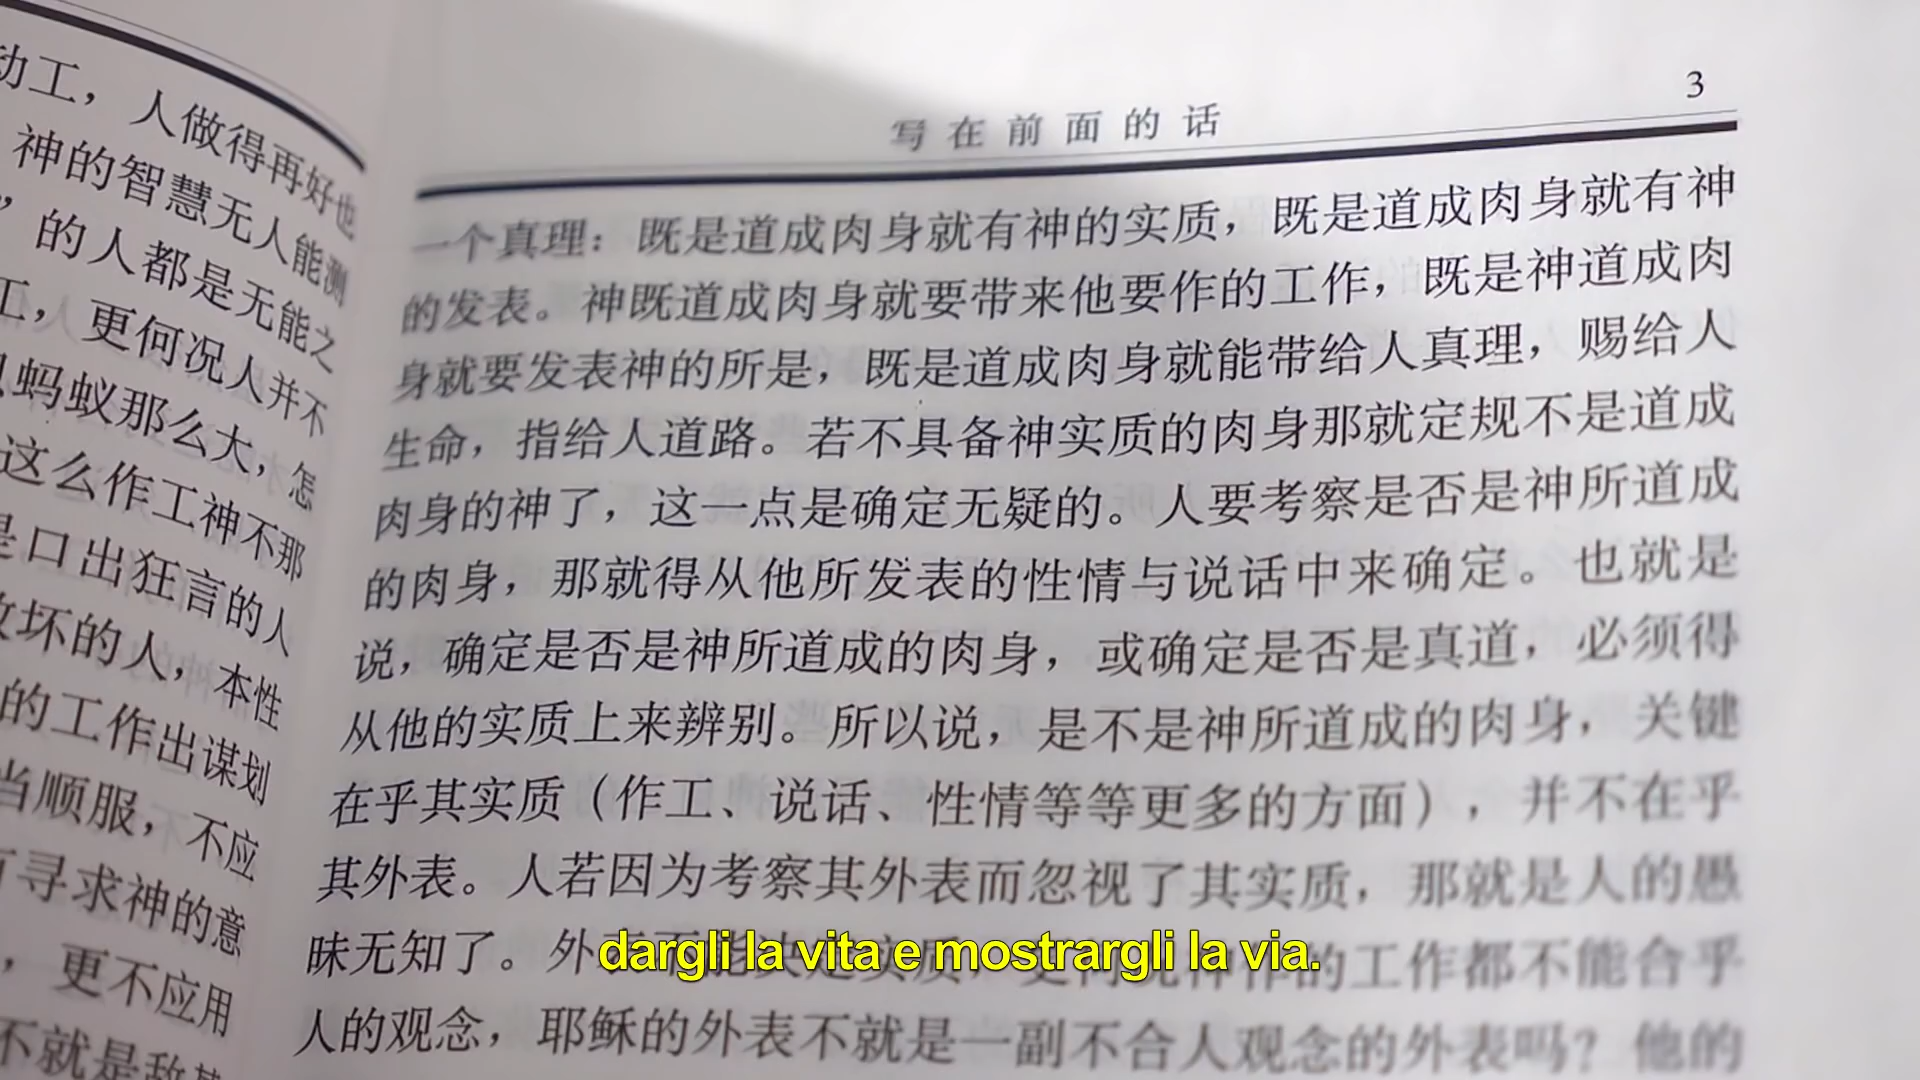 动工，人做得再好也
神的智慧无人能测
”的人都是无能之
工，更何况人并不
蚂蚁那么大，怎
这么作工神不那
是口出狂言的人
败坏的人，本性
的工作出谋划
当顺服，不应
寻求神的意
，更不应用
不就是敌
写在前面的话
3
一个真理：既是道成肉身就有神的实质，既是道成肉身就有神
的发表。神既道成肉身就要带来他要作的工作，既是神道成肉
身就要发表神的所是，既是道成肉身就能带给人真理，赐给人
生命，指给人道路。若不具备神实质的肉身那就定规不是道成
肉身的神了，这一点是确定无疑的。人要考察是否是神所道成
的肉身，那就得从他所发表的性情与说话中来确定。也就是
说，确定是否是神所道成的肉身，或确定是否是真道，必须得
从他的实质上来辨别。所以说，是不是神所道成的肉身，关键
在乎其实质（作工、说话、性情等等更多的方面），并不在乎
其外表。人若因为考察其外表而忽视了其实质，那就是人的愚
昧无知了。外表 实质， 的工作都不能合乎
人的观念，耶稣的外表不就是一副不合人观念的外表吗？他的
dargli la vita e mostrargli la via.